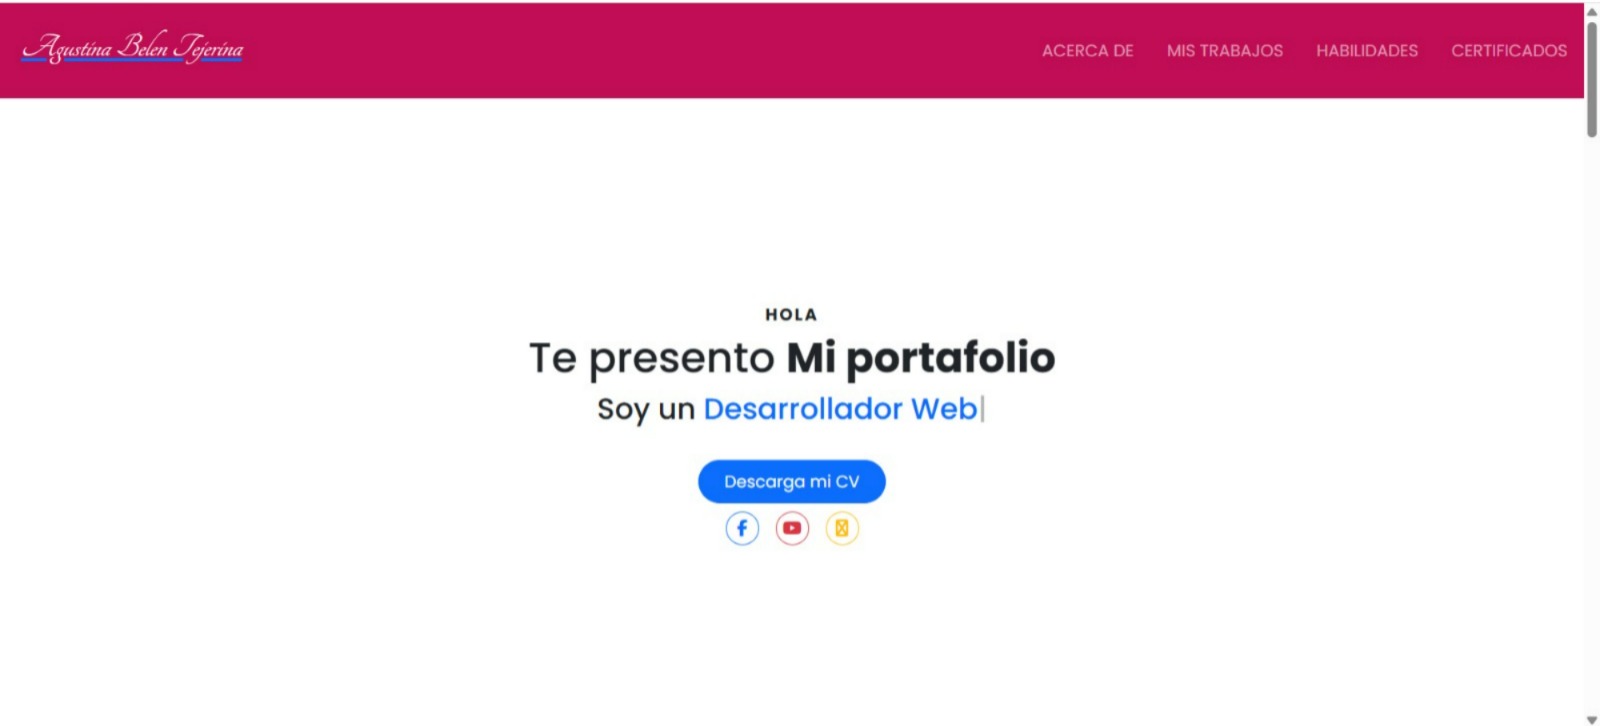 Agustina Belen Tejerina
ACERCA DE MIS TRABAJOS HABILIDADES CERTIFICADOS
HOLA
Te presento Mi portafolio
Soy un Desarrollador Web|
Descarga mi CV